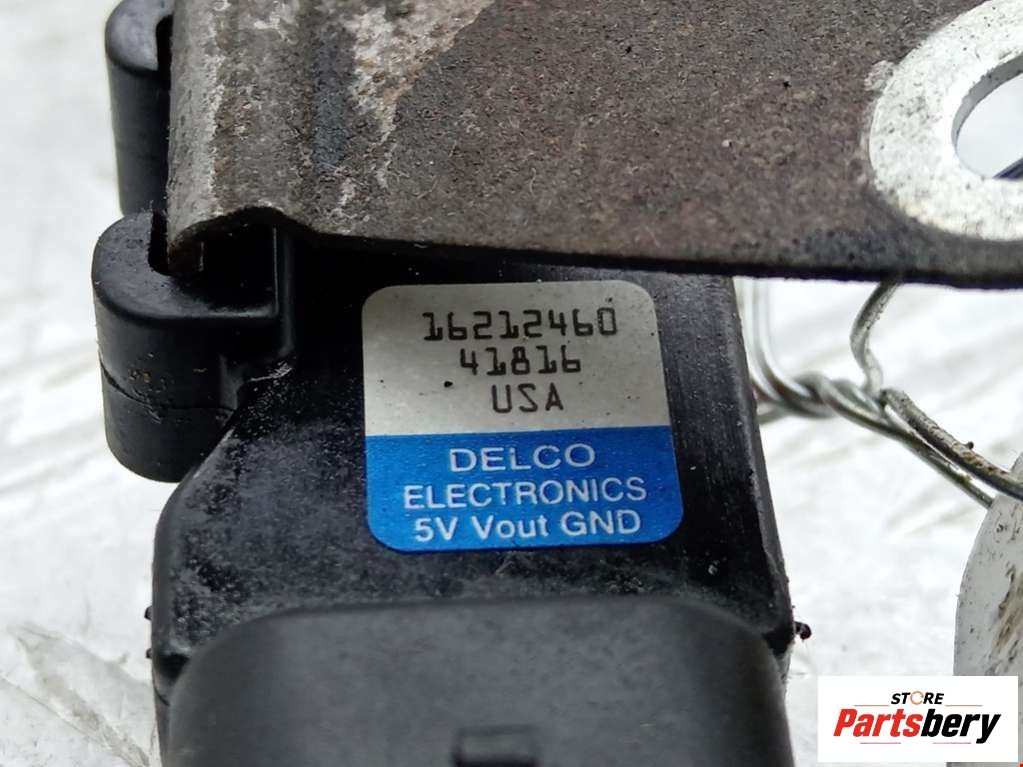 16212460
41816
USA
DELCO
ELECTRONICS
5V Vout GND
STORE
Partsbery